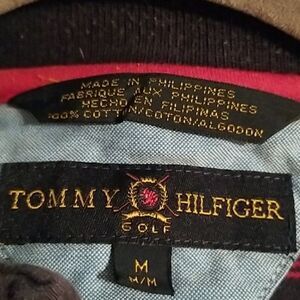 MADE IN PHILIPPINES
FABRIQUE AUX PHILIPPINES
HECHO EN FILIPINAS
100% COTTON/COTON/ALGODON
TOMMY HILFIGER
GOLF
M
M/M